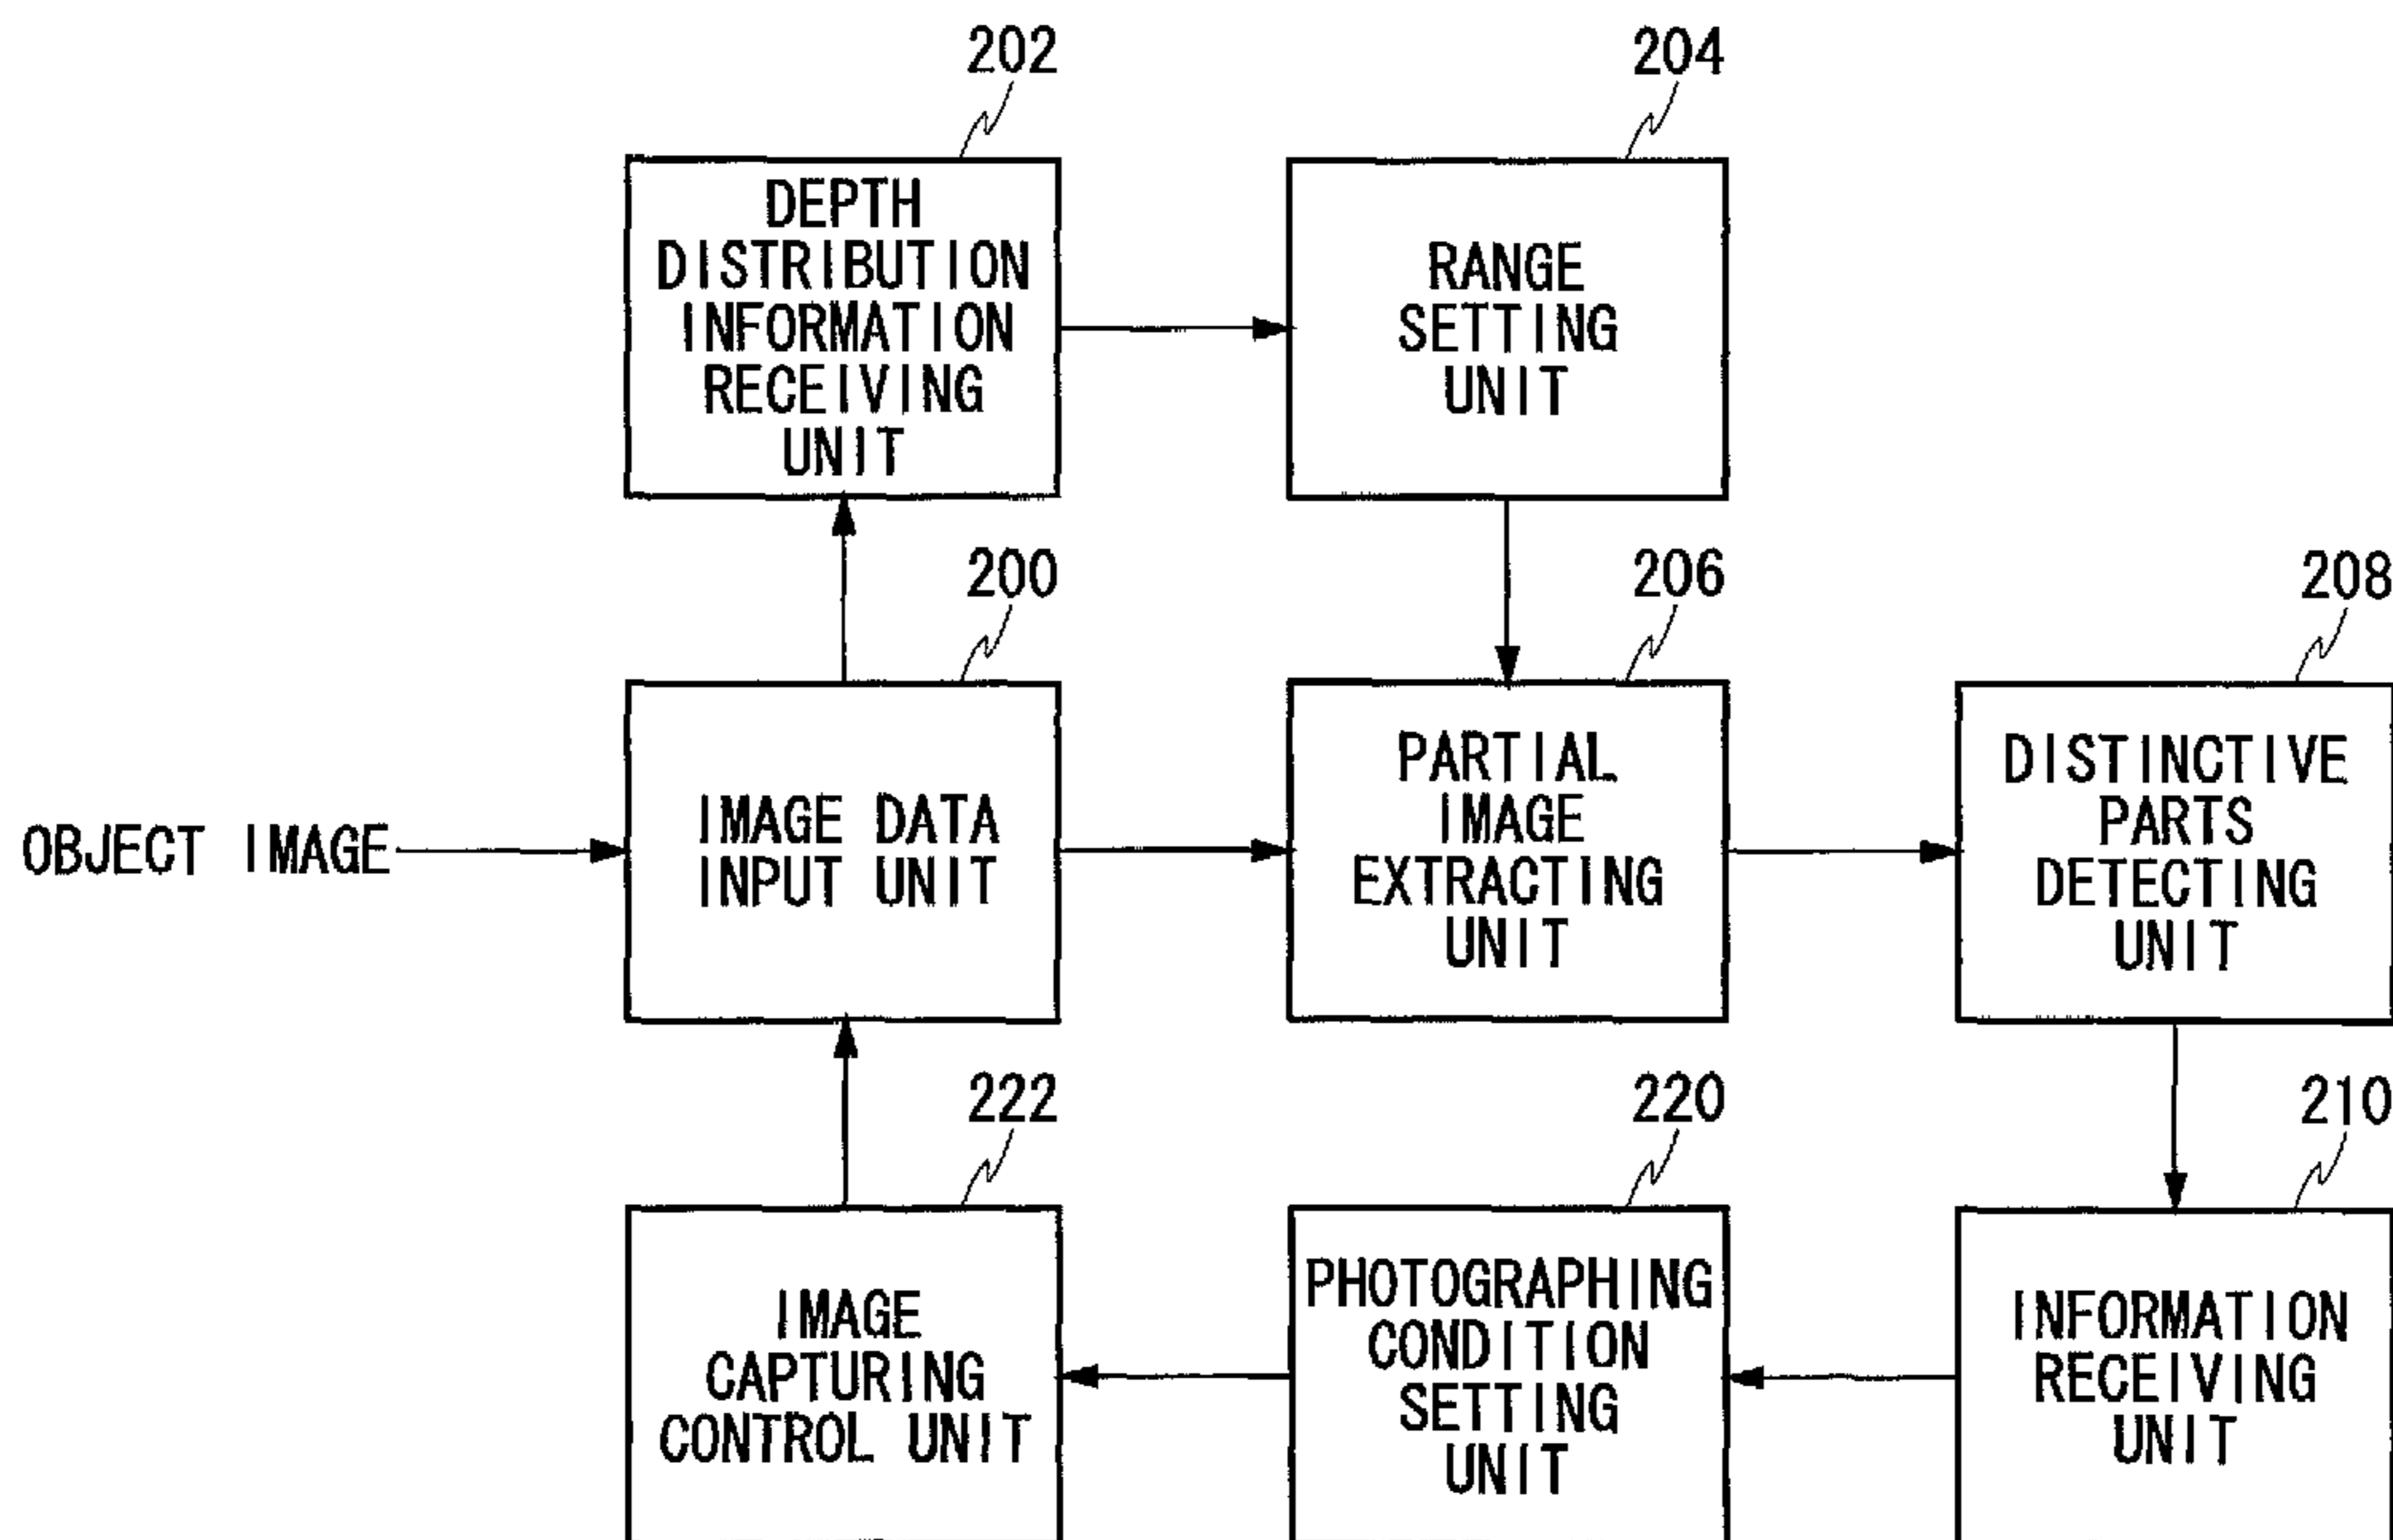 202
DEPTH
DISTRIBUTION
INFORMATION
RECEIVING
UNIT
204
RANGE
SETTING
UNIT
OBJECT IMAGE
200
IMAGE DATA
INPUT UNIT
206
PARTIAL
IMAGE
EXTRACTING
UNIT
208
DISTINCTIVE
PARTS
DETECTING
UNIT
222
IMAGE
CAPTURING
CONTROL UNIT
220
PHOTOGRAPHING
CONDITION
SETTING
UNIT
210
INFORMATION
RECEIVING
UNIT